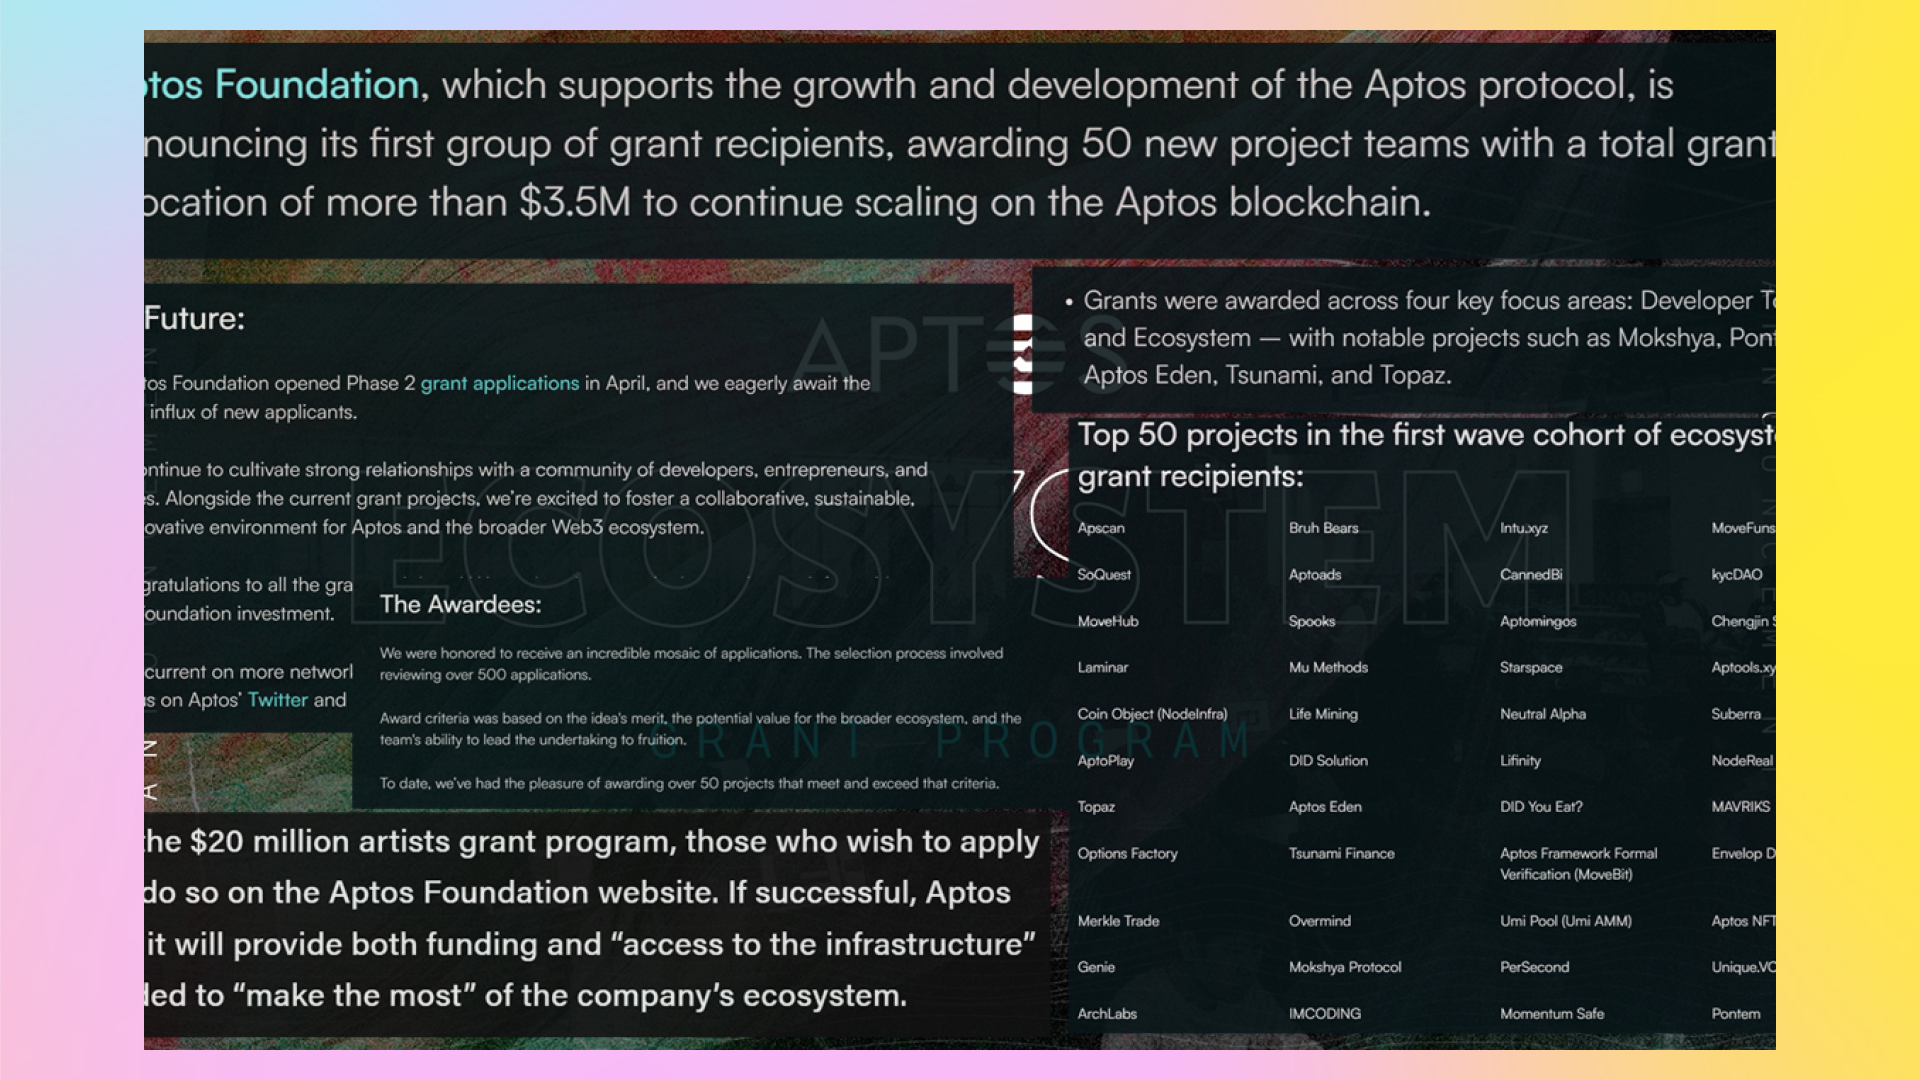 ptos Foundation, which supports the growth and development of the Aptos protocol, is
nnouncing its first group of grant recipients, awarding 50 new project teams with a total grant
ocation of more than $3.5M to continue scaling on the Aptos blockchain.
Future:
tos Foundation opened Phase 2 grant applications in April, and we eagerly await the
influx of new applicants.
ontinue to cultivate strong relationships with a community of developers, entrepreneurs, and
s. Alongside the current grant projects, we're excited to foster a collaborative, sustainable,
ovative environment for Aptos and the broader Web3 ecosystem.
gratulations to all the gra
oundation investment.
current on more networ
us on Aptos' Twitter and
APTOS
ECOSYSTEM
GRANT PROGRAM
The Awardees:
We were honored to receive an incredible mosaic of applications. The selection process involved
reviewing over 500 applications.
Award criteria was based on the idea's merit, the potential value for the broader ecosystem, and the
team's ability to lead the undertaking to fruition.
To date, we've had the pleasure of awarding over 50 projects that meet and exceed that criteria.
the $20 million artists grant program, those who wish to apply
do so on the Aptos Foundation website. If successful, Aptos
it will provide both funding and “access to the infrastructure”
ded to “make the most” of the company's ecosystem.
• Grants were awarded across four key focus areas: Developer To
and Ecosystem — with notable projects such as Mokshya, Pon
Aptos Eden, Tsunami, and Topaz.
Top 50 projects in the first wave cohort of ecosyst
grant recipients:
Apscan Bruh Bears Intu.xyz MoveFuns
SoQuest Aptoads CannedBi kycDAO
MoveHub Spooks Aptomingos Chengjin S
Laminar Mu Methods Starspace Aptools.xy
Coin Object (NodeInfra) Life Mining Neutral Alpha Suberra
AptoPlay DID Solution Lifinity NodeReal
Topaz Aptos Eden DID You Eat? MAVRIKS
Options Factory Tsunami Finance Aptos Framework Formal Envelop D
Verification (MoveBit)
Merkle Trade Overmind Umi Pool (Umi AMM) Aptos NFT
Genie Mokshya Protocol PerSecond Unique.VC
ArchLabs IMCODING Momentum Safe Pontem